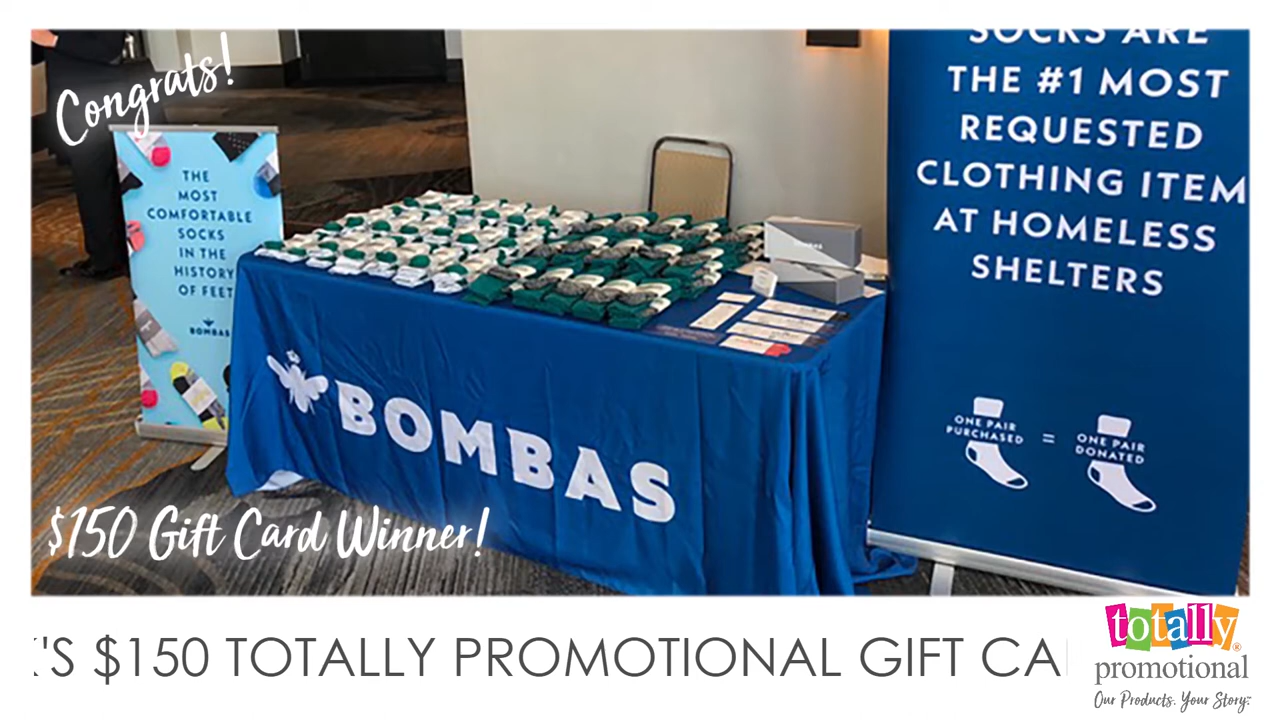 Congrats!
THE
MOST
COMFORTABLE
SOCKS
IN THE
HISTORY
OF FEET
BOMBAS
BOMBAS
BOMBAS
SOCKS ARE
THE #1 MOST
REQUESTED
CLOTHING ITEM
AT HOMELESS
SHELTERS
ONE PAIR
PURCHASED
=
ONE PAIR
DONATED
$150 Gift Card Winner!
'S $150 TOTALLY PROMOTIONAL GIFT CA
totally®
promotional
Our Products. Your Story.™